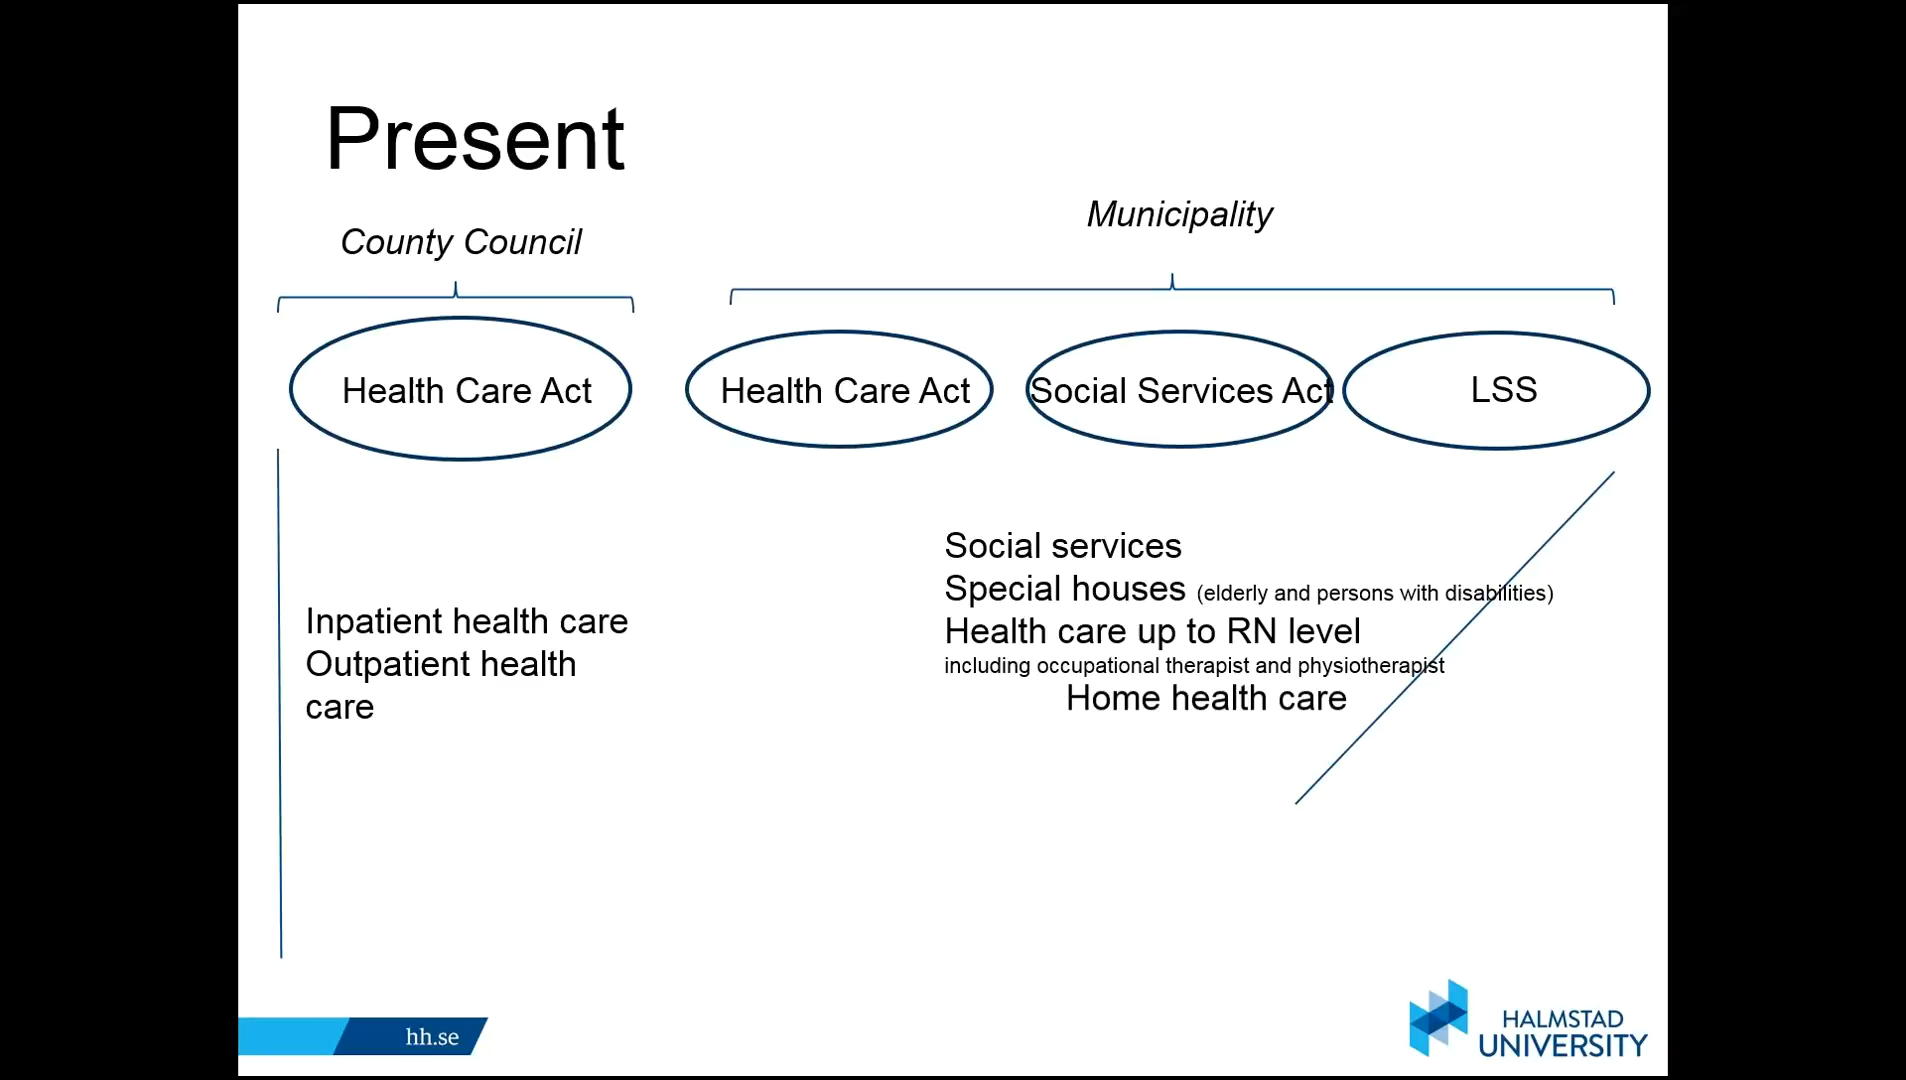 Present
County Council
Municipality
Health Care Act
Health Care Act
Social Services Act
LSS
Inpatient health care
Outpatient health
care
Social services
Special houses (elderly and persons with disabilities)
Health care up to RN level
including occupational therapist and physiotherapist
Home health care
hh.se
HALMSTAD
UNIVERSITY